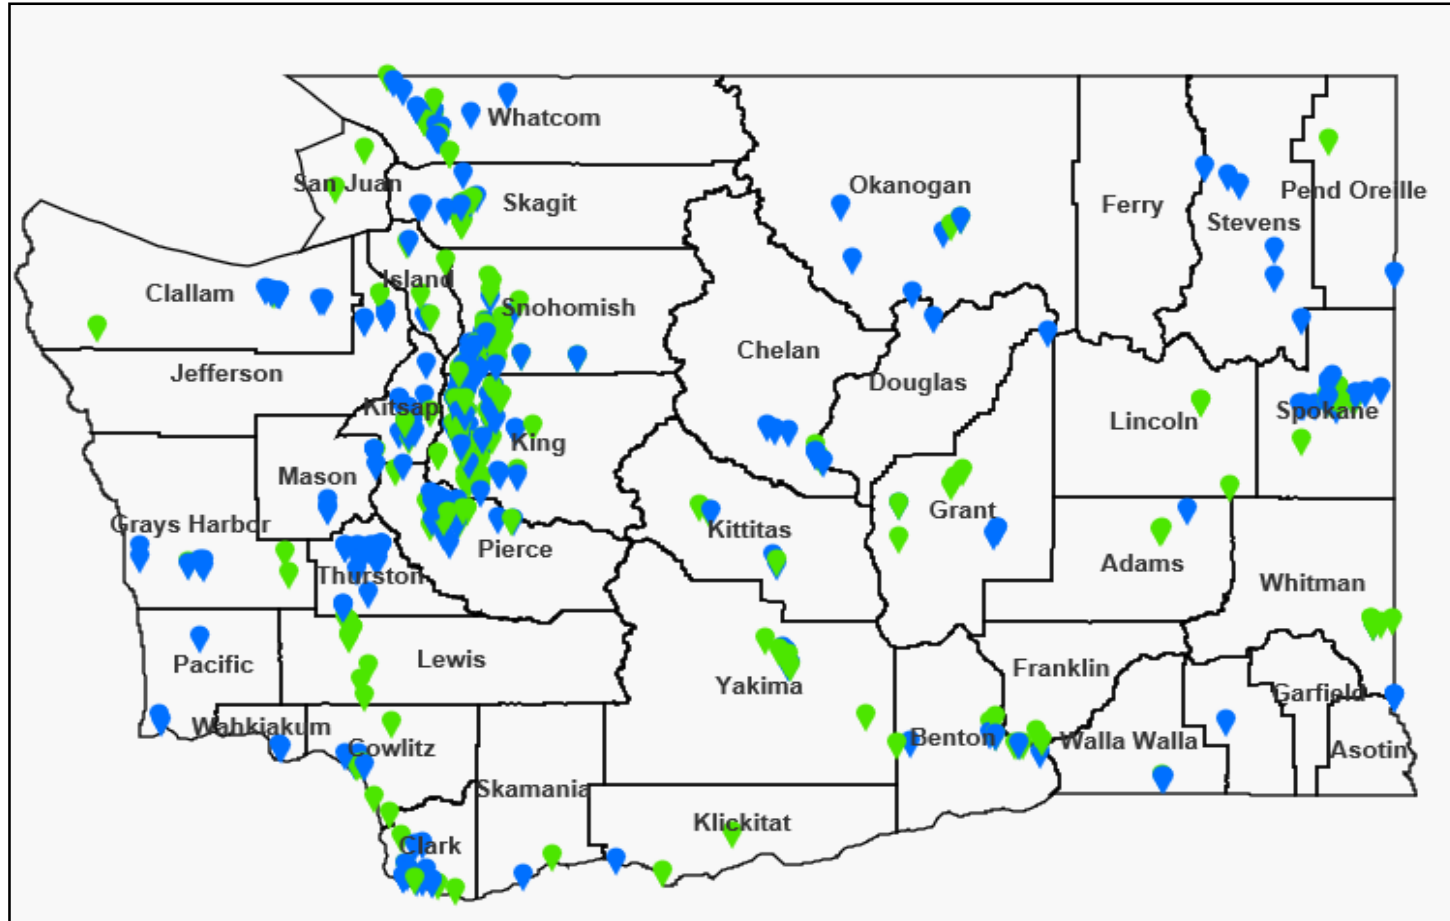 Whatcom
San Juan
Skagit
Okanogan
Ferry
Stevens
Pend Oreille
Clallam
Island
Snohomish
Chelan
Douglas
Jefferson
Kitsap
King
Lincoln
Spokane
Mason
Grays Harbor
Kittitas
Grant
Pierce
Thurston
Adams
Whitman
Pacific
Lewis
Yakima
Franklin
Garfield
Wahkiakum
Cowlitz
Benton
Walla Walla
Asotin
Skamania
Klickitat
Clark